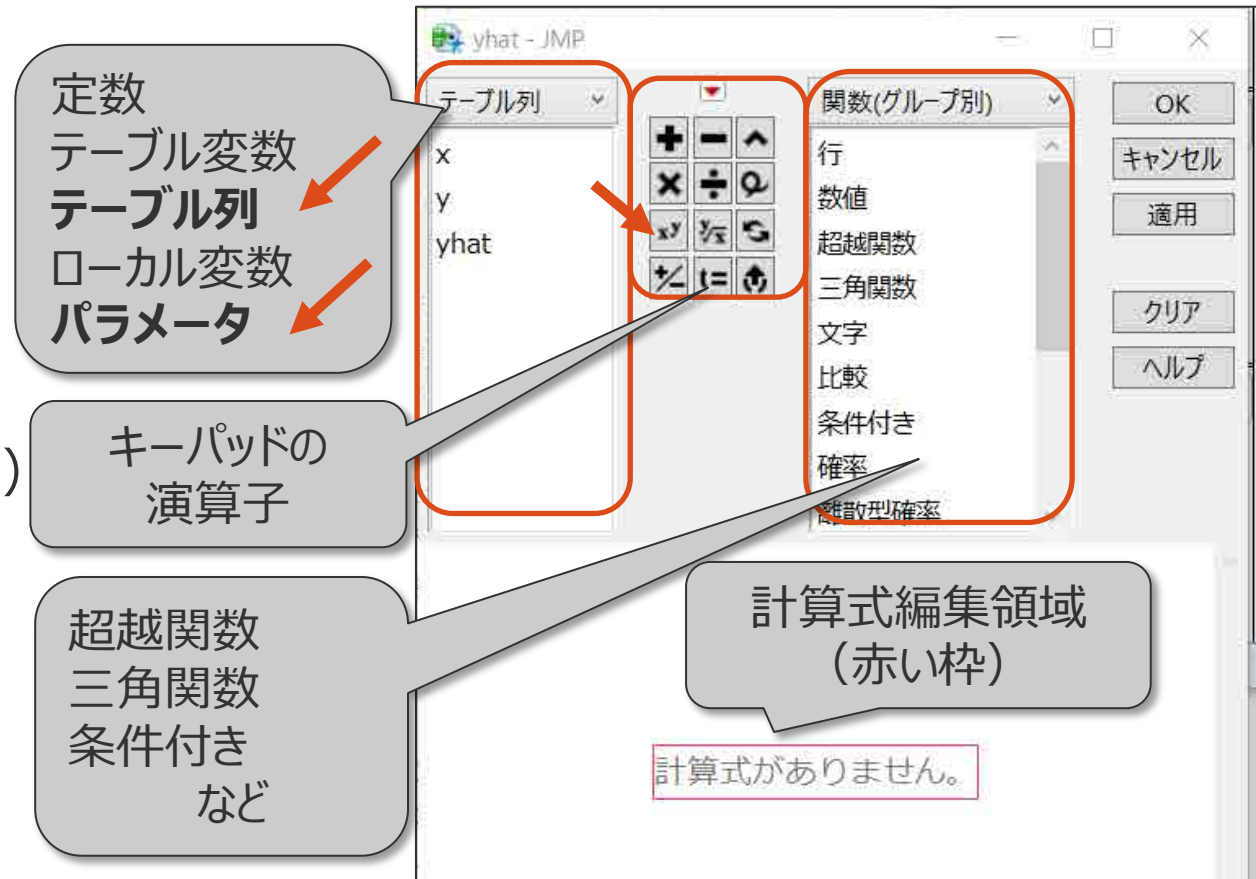 yhat - JMP
定数
テーブル変数
テーブル列
ローカル変数
パラメータ
テーブル列
x
y
yhat
関数(グループ別)
行
数値
超越関数
三角関数
文字
比較
条件付き
確率
離散型確率
OK
キャンセル
適用
クリア
ヘルプ
xʸ
t=
)
キーパッドの
演算子
超越関数
三角関数
条件付き
など
計算式編集領域
（赤い枠）
計算式がありません。